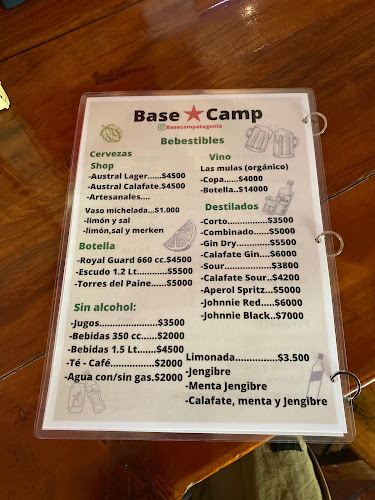 Base ★ Camp
Basecampatagonia
Bebestibles
Cervezas
Shop
-Austral Lager......$4500
-Austral Calafate.$4500
-Artesanales....
Vaso michelada...$1.000
-limón y sal
-limón,sal y merken
Botella
-Royal Guard 660 cc.$4500
-Escudo 1.2 Lt...........$5500
-Torres del Paine......$5000
Sin alcohol:
-Jugos.......................$3500
-Bebidas 350 cc......$2000
-Bebidas 1.5 Lt.......$4500
-Té - Café.................$2000
-Agua con/sin gas.$2000
Vino
Las mulas (orgánico)
-Copa......$4000
-Botella..$14000
Destilados
-Corto................$3500
-Combinado.....$5000
-Gin Dry.............$5500
-Calafate Gin....$6000
-Sour..................$3800
-Calafate Sour..$4200
-Aperol Spritz...$5000
-Johnnie Red.....$6000
-Johnnie Black..$7000
Limonada................$3.500
-Jengibre
-Menta Jengibre
-Calafate, menta y Jengibre